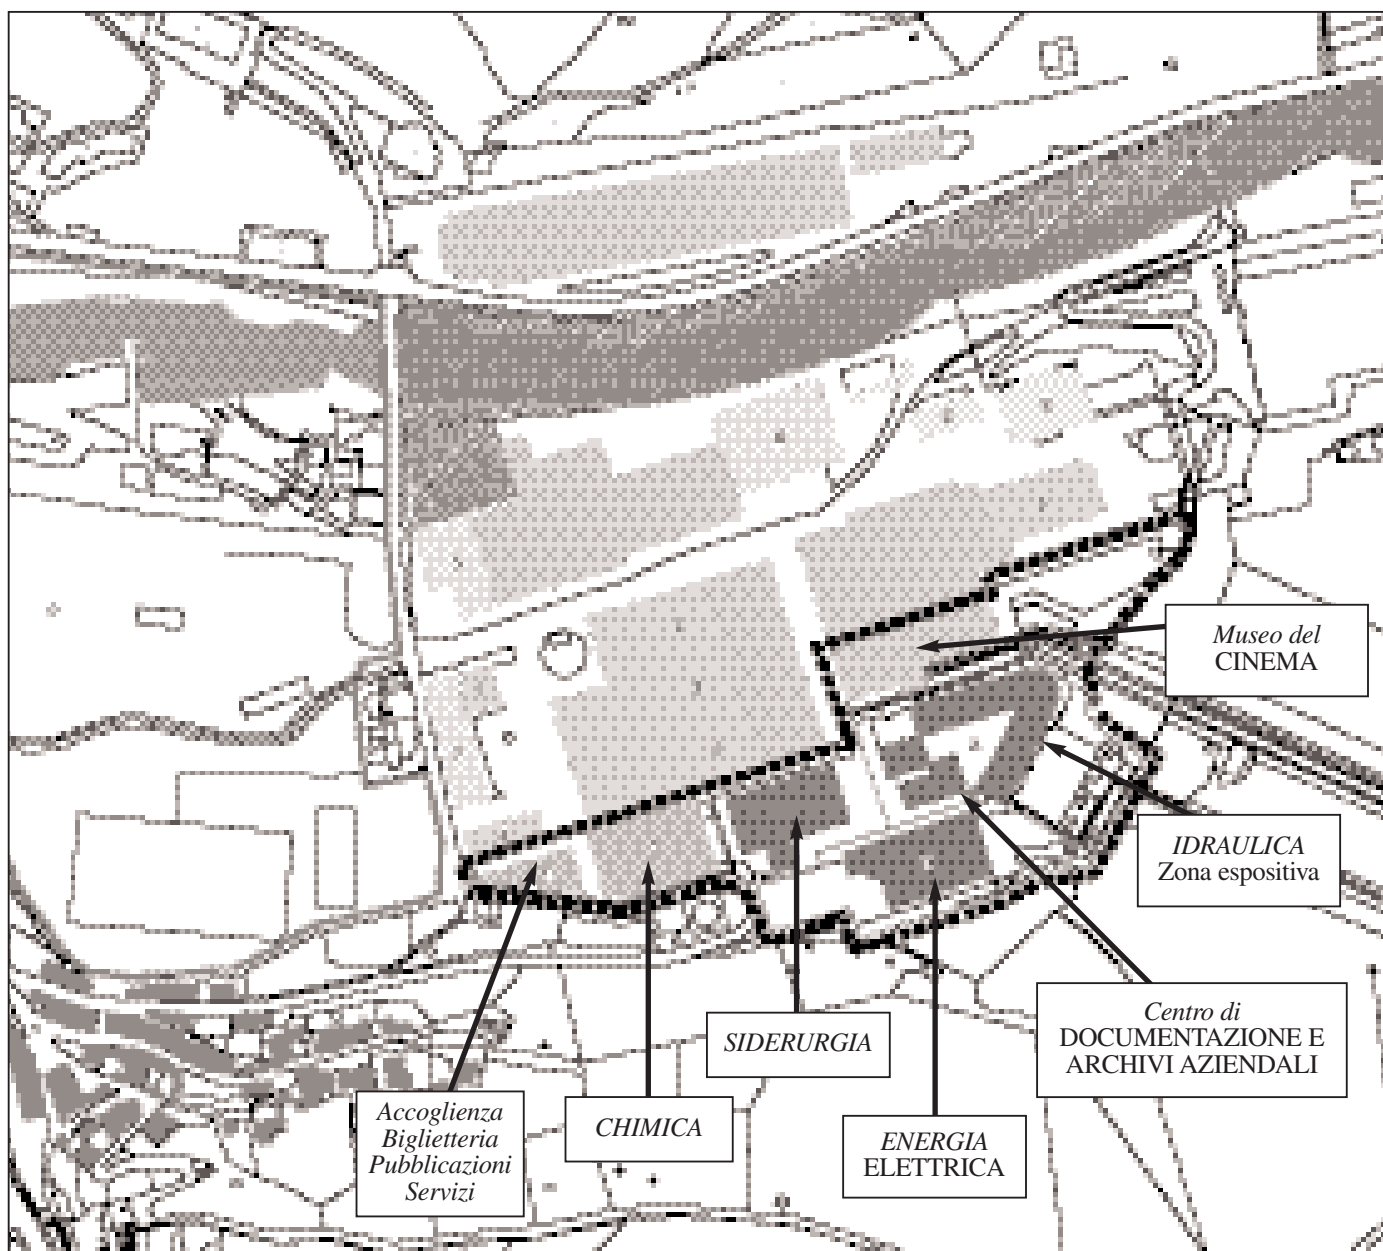 Museo del
CINEMA
IDRAULICA
Zona espositiva
Centro di
DOCUMENTAZIONE E
ARCHIVI AZIENDALI
SIDERURGIA
Accoglienza
Biglietteria
Pubblicazioni
Servizi
CHIMICA
ENERGIA
ELETTRICA